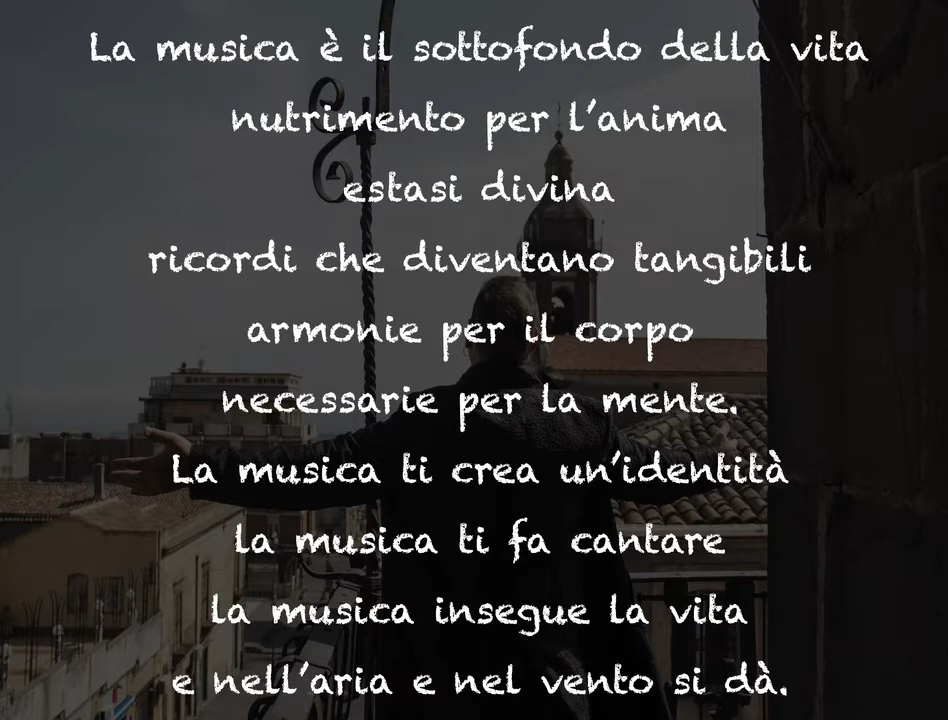 La musica è il sottofondo della vita
nutrimento per l'anima
estasi divina
ricordi che diventano tangibili
armonie per il corpo
necessarie per la mente.
La musica ti crea un'identità
la musica ti fa cantare
la musica insegue la vita
e nell'aria e nel vento si dà.